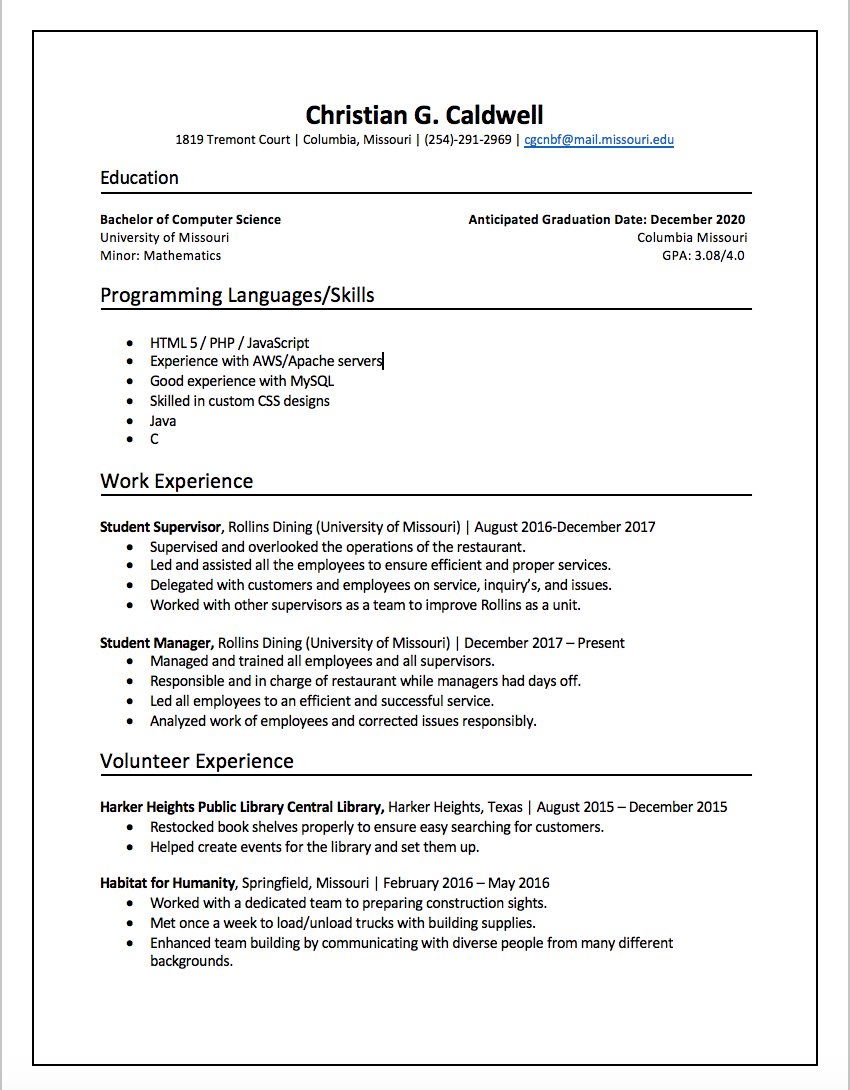 Christian G. Caldwell
1819 Tremont Court | Columbia, Missouri | (254)-291-2969 | cgcnbf@mail.missouri.edu
Education
Bachelor of Computer Science Anticipated Graduation Date: December 2020
University of Missouri Columbia Missouri
Minor: Mathematics GPA: 3.08/4.0
Programming Languages/Skills
• HTML 5 / PHP / JavaScript
• Experience with AWS/Apache servers
• Good experience with MySQL
• Skilled in custom CSS designs
• Java
• C
Work Experience
Student Supervisor, Rollins Dining (University of Missouri) | August 2016-December 2017
• Supervised and overlooked the operations of the restaurant.
• Led and assisted all the employees to ensure efficient and proper services.
• Delegated with customers and employees on service, inquiry's, and issues.
• Worked with other supervisors as a team to improve Rollins as a unit.
Student Manager, Rollins Dining (University of Missouri) | December 2017 – Present
• Managed and trained all employees and all supervisors.
• Responsible and in charge of restaurant while managers had days off.
• Led all employees to an efficient and successful service.
• Analyzed work of employees and corrected issues responsibly.
Volunteer Experience
Harker Heights Public Library Central Library, Harker Heights, Texas | August 2015 – December 2015
• Restocked book shelves properly to ensure easy searching for customers.
• Helped create events for the library and set them up.
Habitat for Humanity, Springfield, Missouri | February 2016 – May 2016
• Worked with a dedicated team to preparing construction sights.
• Met once a week to load/unload trucks with building supplies.
• Enhanced team building by communicating with diverse people from many different
backgrounds.